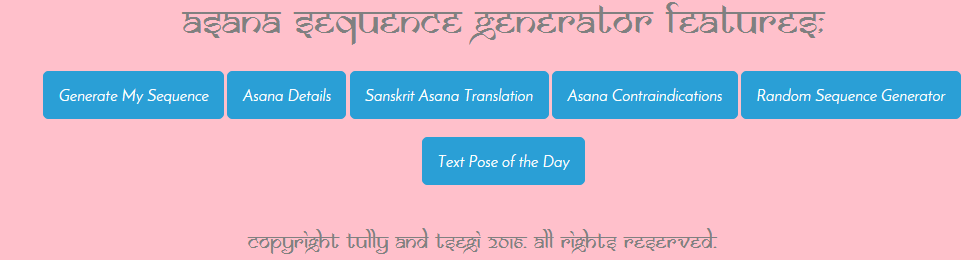 asana sequence generator features:
Generate My Sequence Asana Details Sanskrit Asana Translation Asana Contraindications Random Sequence Generator
Text Pose of the Day
copyright tully and tsegi 2016. all rights reserved.